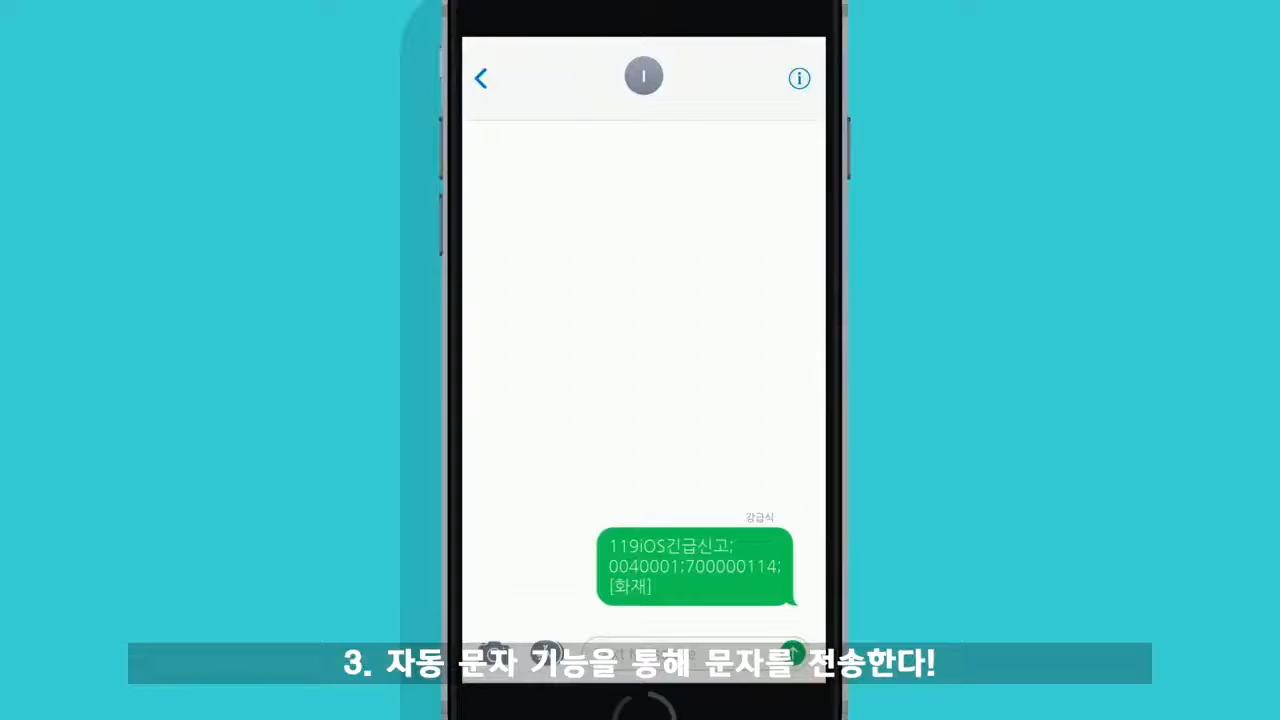 I
강급식
119iOS긴급신고;
0040001;700000114;
[화재]
3. 자동 문자 기능을 통해 문자를 전송한다!